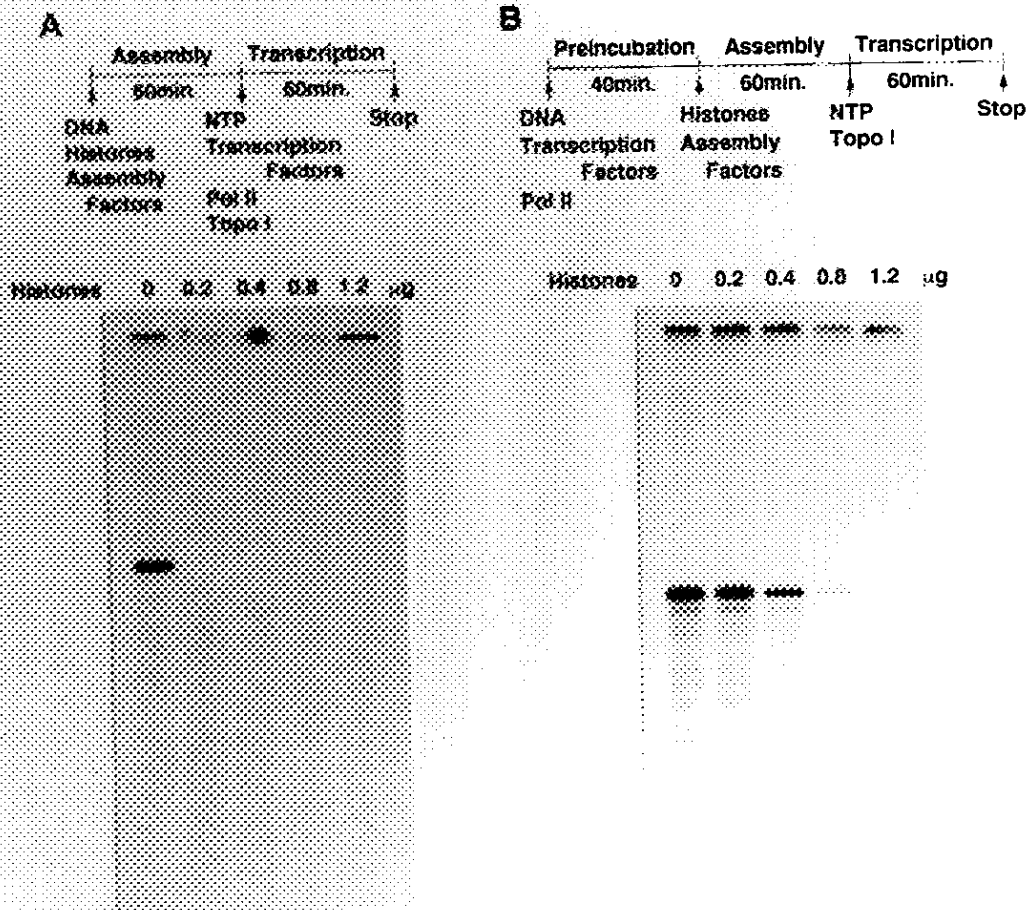 A
Assembly Transcription
60min. 60min.
DNA
Histones
Assembly
Factors
NTP
Transcription
Factors
Pol II
Topo I
Stop
Histones 0 0.2 0.4 0.8 1.2 μg
B
Preincubation Assembly Transcription
40min. 60min. 60min.
DNA
Transcription
Factors
Pol II
Histones
Assembly
Factors
NTP
Topo I
Stop
Histones 0 0.2 0.4 0.8 1.2 μg